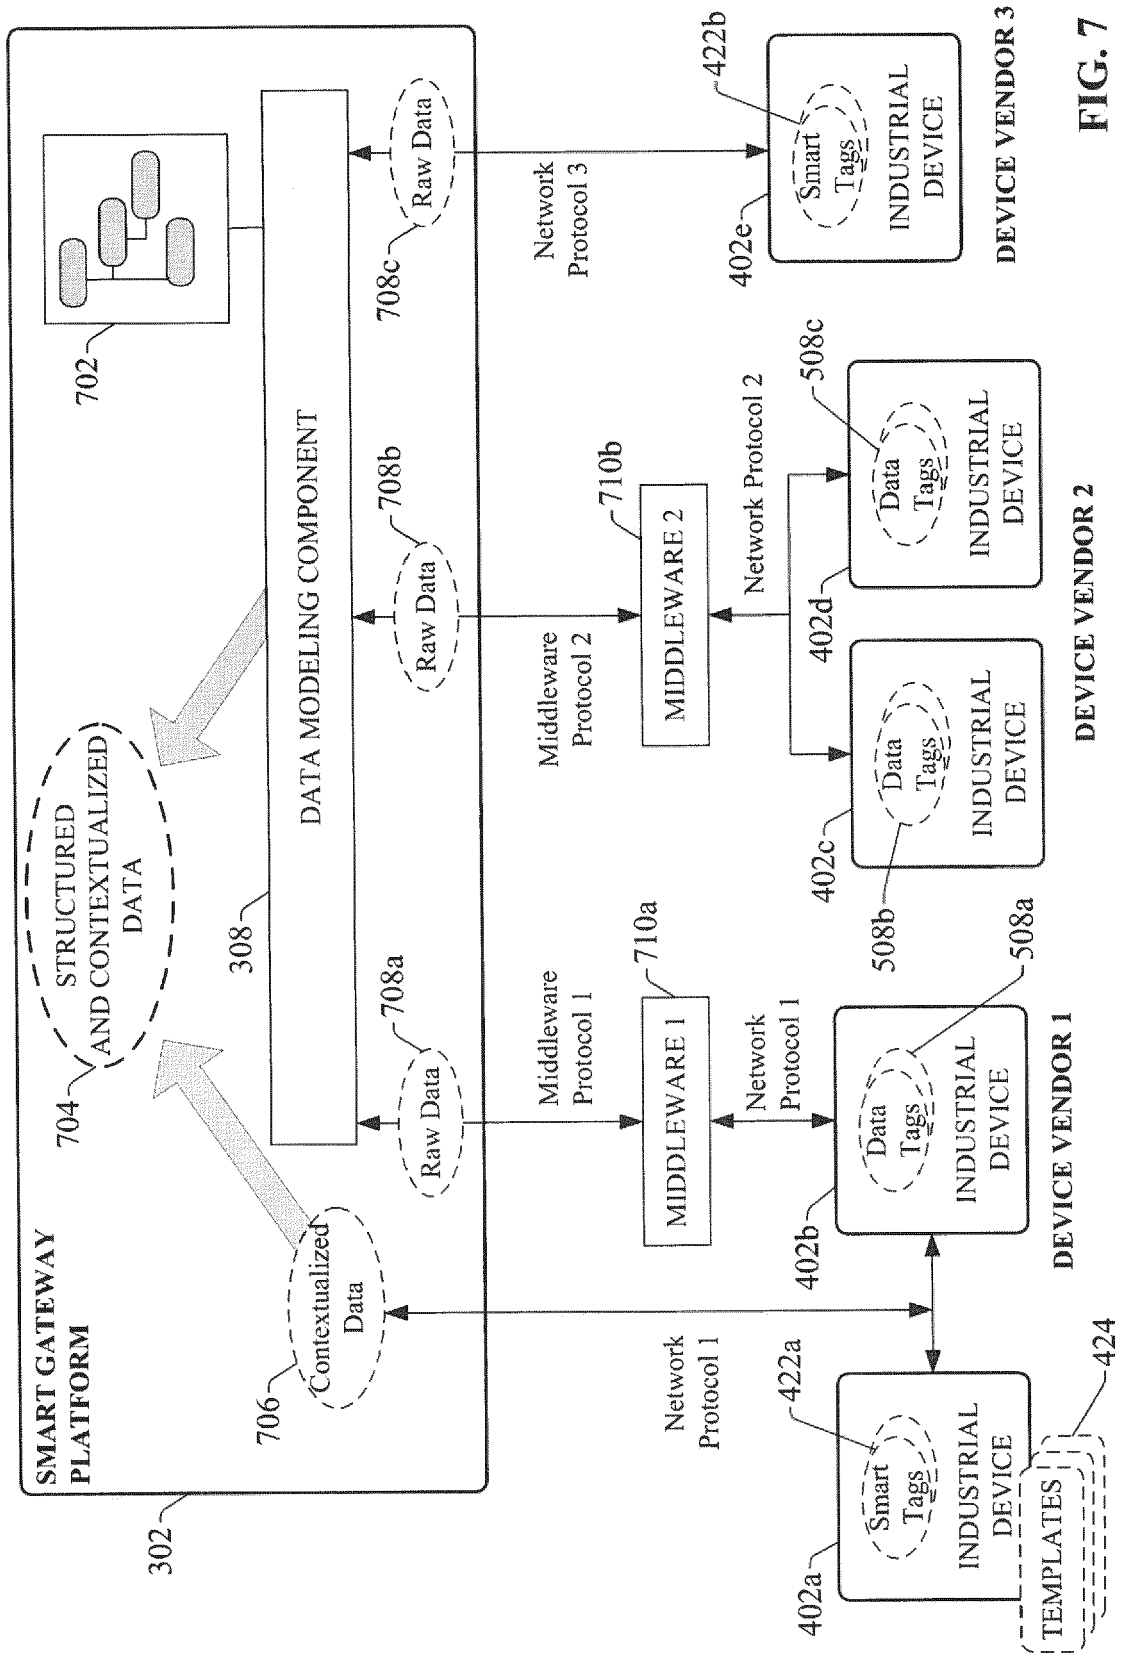 SMART GATEWAY
PLATFORM
302
704
STRUCTURED
AND CONTEXTUALIZED
DATA
702
706
Contextualized
Data
308
DATA MODELING COMPONENT
708a
Raw Data
708b
Raw Data
708c
Raw Data
Network
Protocol 1
Middleware
Protocol 1
Middleware
Protocol 2
Network
Protocol 3
MIDDLEWARE 1
710a
MIDDLEWARE 2
710b
Network
Protocol 1
Network Protocol 2
402a
422a
Smart
Tags
INDUSTRIAL
DEVICE
TEMPLATES
424
402b
508a
Data
Tags
INDUSTRIAL
DEVICE
DEVICE VENDOR 1
402c
508b
Data
Tags
INDUSTRIAL
DEVICE
402d
508c
Data
Tags
INDUSTRIAL
DEVICE
DEVICE VENDOR 2
402e
422b
Smart
Tags
INDUSTRIAL
DEVICE
DEVICE VENDOR 3
FIG. 7